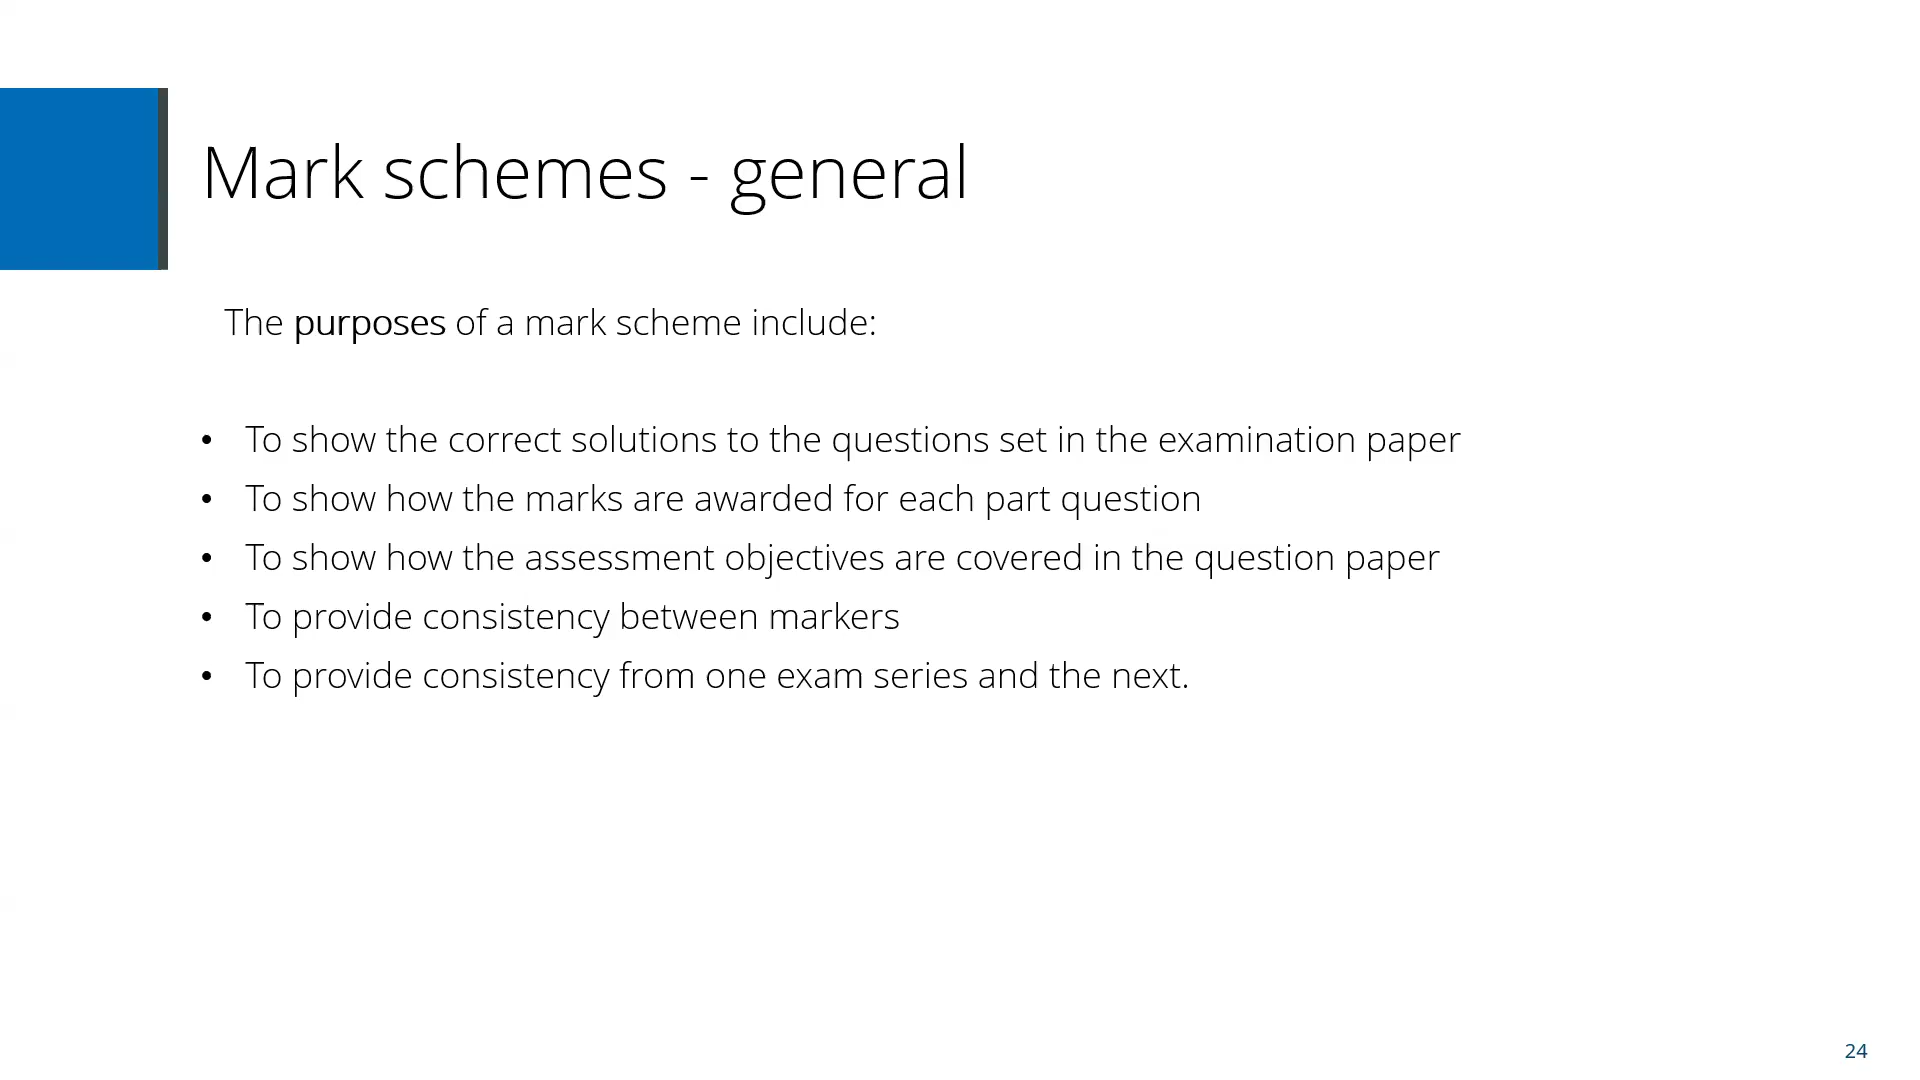 Mark schemes - general
The purposes of a mark scheme include:
• To show the correct solutions to the questions set in the examination paper
• To show how the marks are awarded for each part question
• To show how the assessment objectives are covered in the question paper
• To provide consistency between markers
• To provide consistency from one exam series and the next.
24